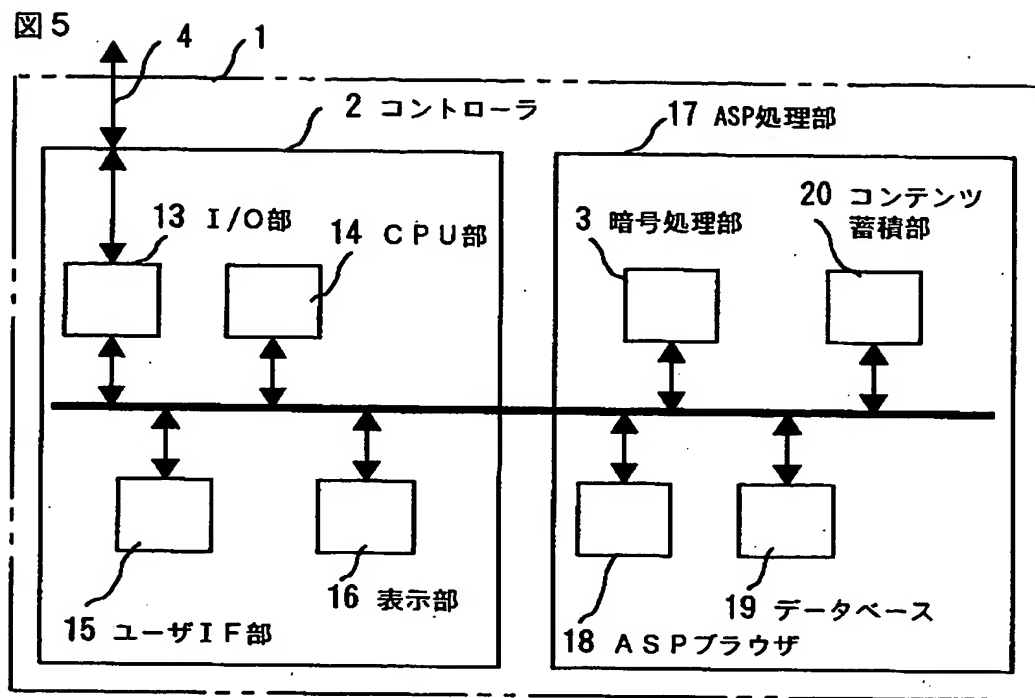 図5
4
1
2 コントローラ
17 ASP処理部
13 I/O部
14 CPU部
3 暗号処理部
20 コンテンツ
蓄積部
15 ユーザIF部
16 表示部
18 ASPブラウザ
19 データベース